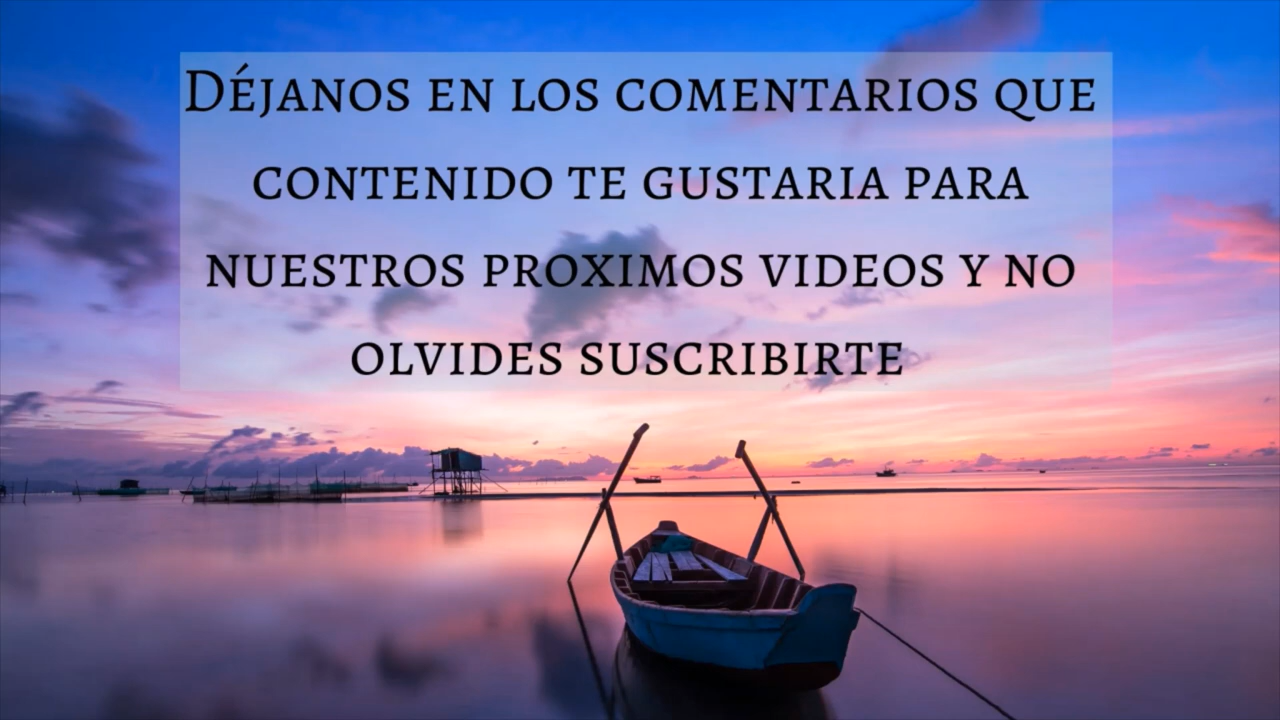 Déjanos en los comentarios que
contenido te gustaria para
nuestros proximos videos y no
olvides suscribirte